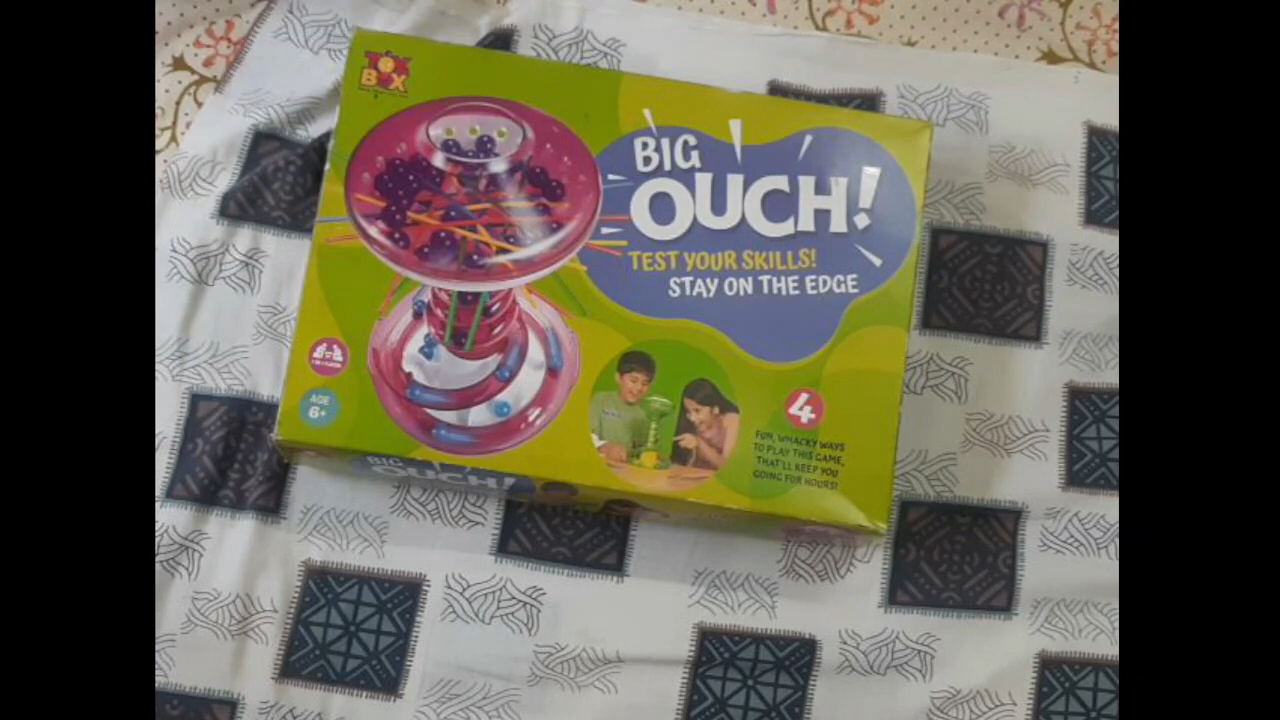 TOY
BOX
BIG
OUCH!
TEST YOUR SKILLS!
STAY ON THE EDGE
AGE
6+
4
FUN, WHACKY WAYS
TO PLAY THIS GAME,
THAT'LL KEEP YOU
GOING FOR HOURS!
BIG
OUCH!